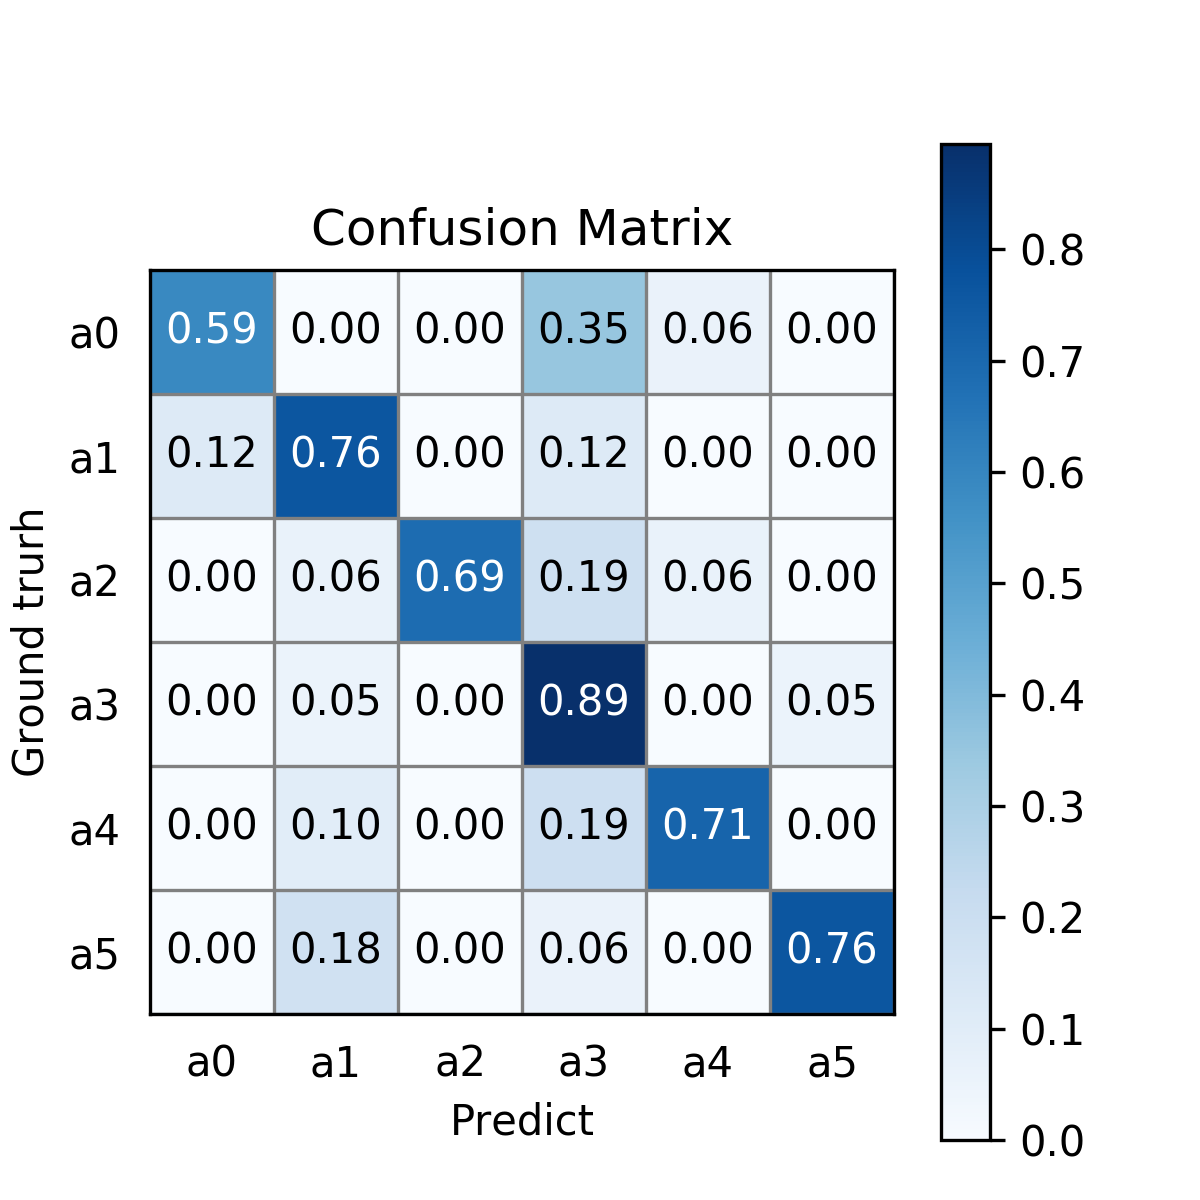 Confusion Matrix
a0 0.59 0.00 0.00 0.35 0.06 0.00
a1 0.12 0.76 0.00 0.12 0.00 0.00
a2 0.00 0.06 0.69 0.19 0.06 0.00
a3 0.00 0.05 0.00 0.89 0.00 0.05
a4 0.00 0.10 0.00 0.19 0.71 0.00
a5 0.00 0.18 0.00 0.06 0.00 0.76
a0 a1 a2 a3 a4 a5
Predict
Ground trurh
0.8
0.7
0.6
0.5
0.4
0.3
0.2
0.1
0.0